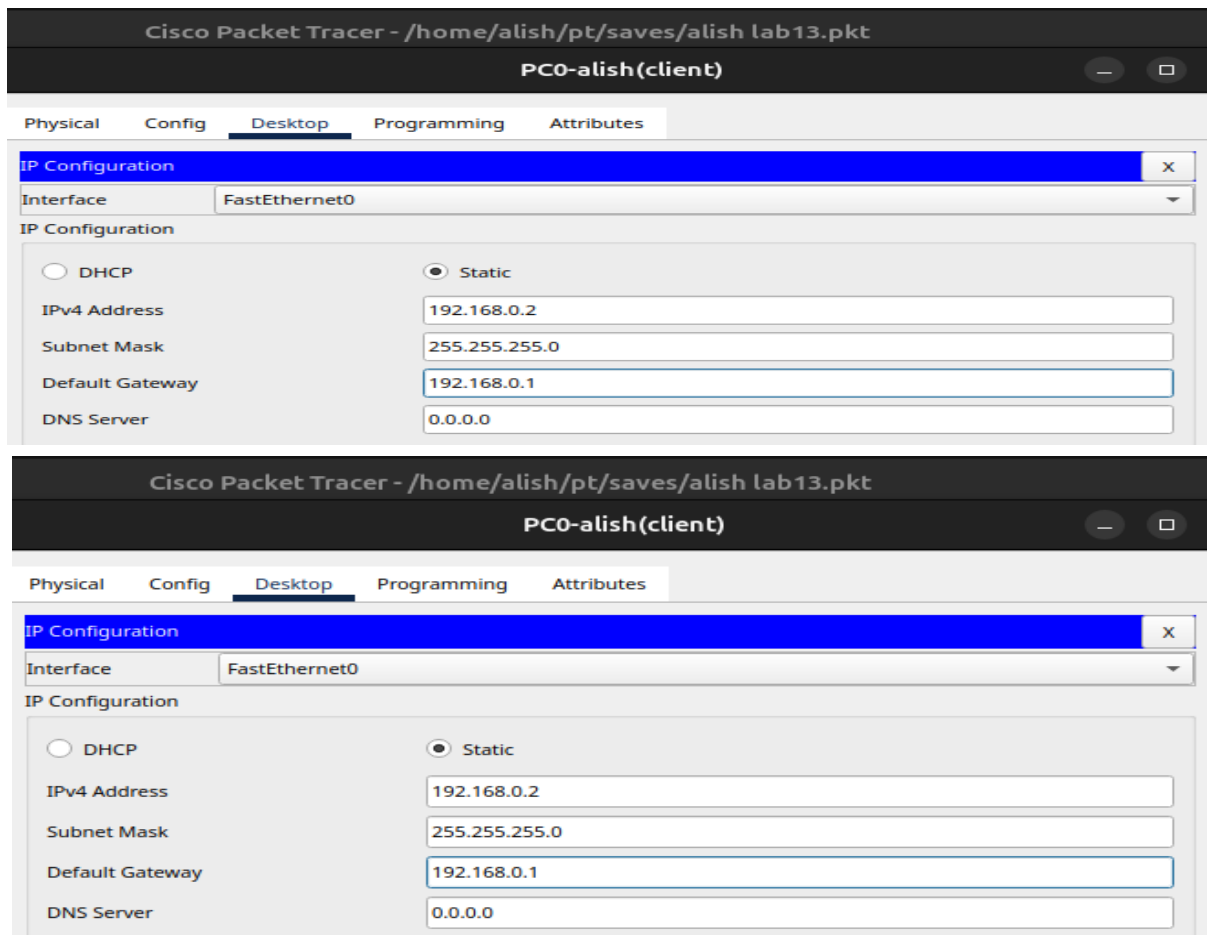 Cisco Packet Tracer - /home/alish/pt/saves/alish lab13.pkt
PC0-alish(client)
Physical Config Desktop Programming Attributes
IP Configuration X
Interface FastEthernet0
IP Configuration
DHCP Static
IPv4 Address 192.168.0.2
Subnet Mask 255.255.255.0
Default Gateway 192.168.0.1
DNS Server 0.0.0.0
Cisco Packet Tracer - /home/alish/pt/saves/alish lab13.pkt
PC0-alish(client)
Physical Config Desktop Programming Attributes
IP Configuration X
Interface FastEthernet0
IP Configuration
DHCP Static
IPv4 Address 192.168.0.2
Subnet Mask 255.255.255.0
Default Gateway 192.168.0.1
DNS Server 0.0.0.0